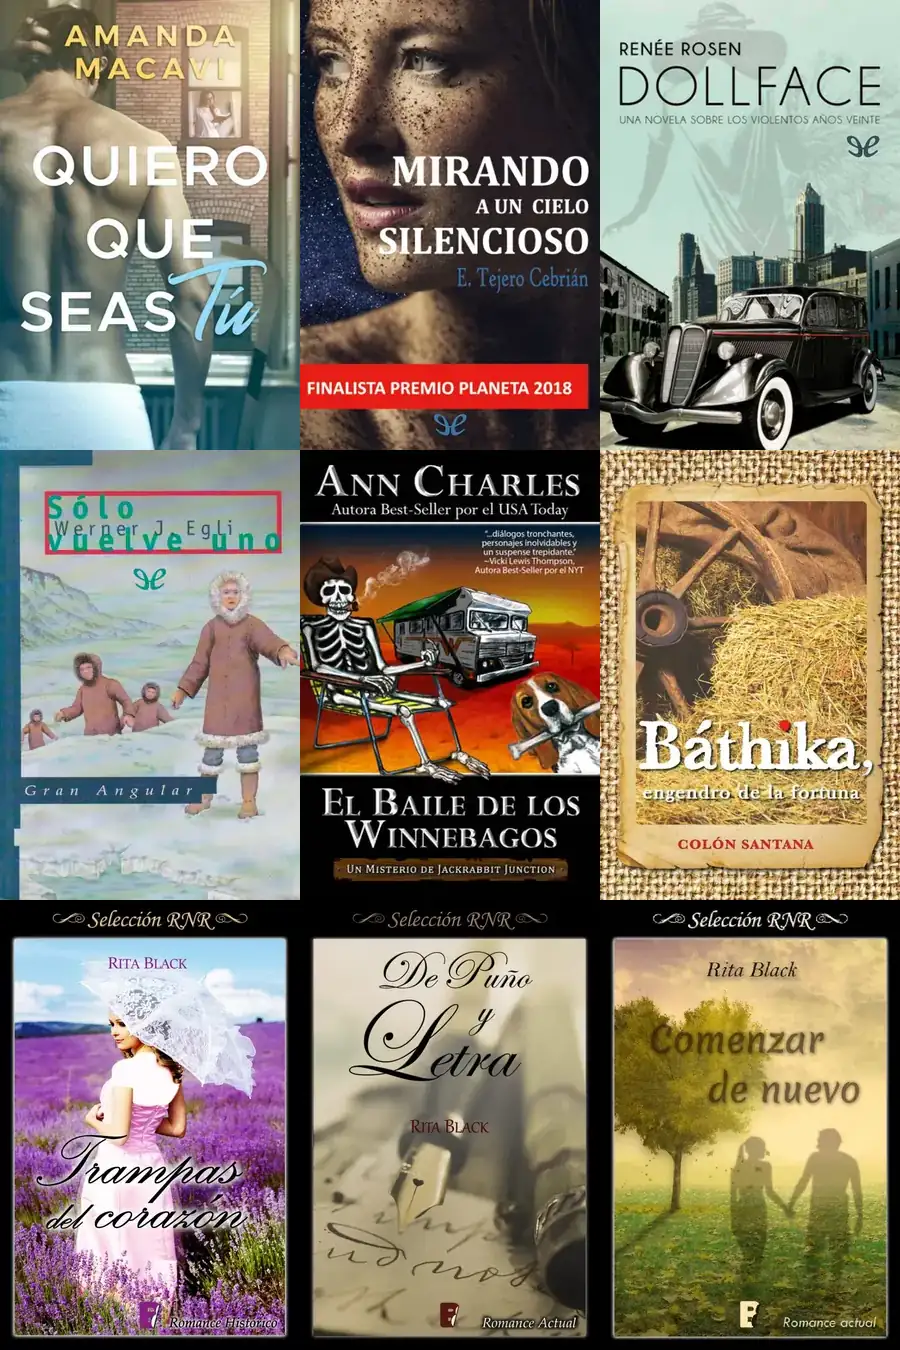 AMANDA
MACAVI
QUIERO
QUE
SEAS Tú
MIRANDO
A UN CIELO
SILENCIOSO
E. Tejero Cebrián
FINALISTA PREMIO PLANETA 2018
RENÉE ROSEN
DOLLFACE
UNA NOVELA SOBRE LOS VIOLENTOS AÑOS VEINTE
Sólo
Werner J. Egli
vuelve uno
Gran Angular
ANN CHARLES
Autora Best-Seller por el USA Today
"...diálogos tronchantes,
personajes inolvidables y
un suspense trepidante."
~Vicki Lewis Thompson,
Autora Best-Seller por el NYT
EL BAILE DE LOS
WINNEBAGOS
UN MISTERIO DE JACKRABBIT JUNCTION
Báthika,
engendro de la fortuna
COLÓN SANTANA
Selección RNR
RITA BLACK
Trampas
del corazón
Romance Histórico
Selección RNR
De Puño
y
Letra
RITA BLACK
Romance Actual
Selección RNR
Rita Black
Comenzar
de nuevo
Romance actual